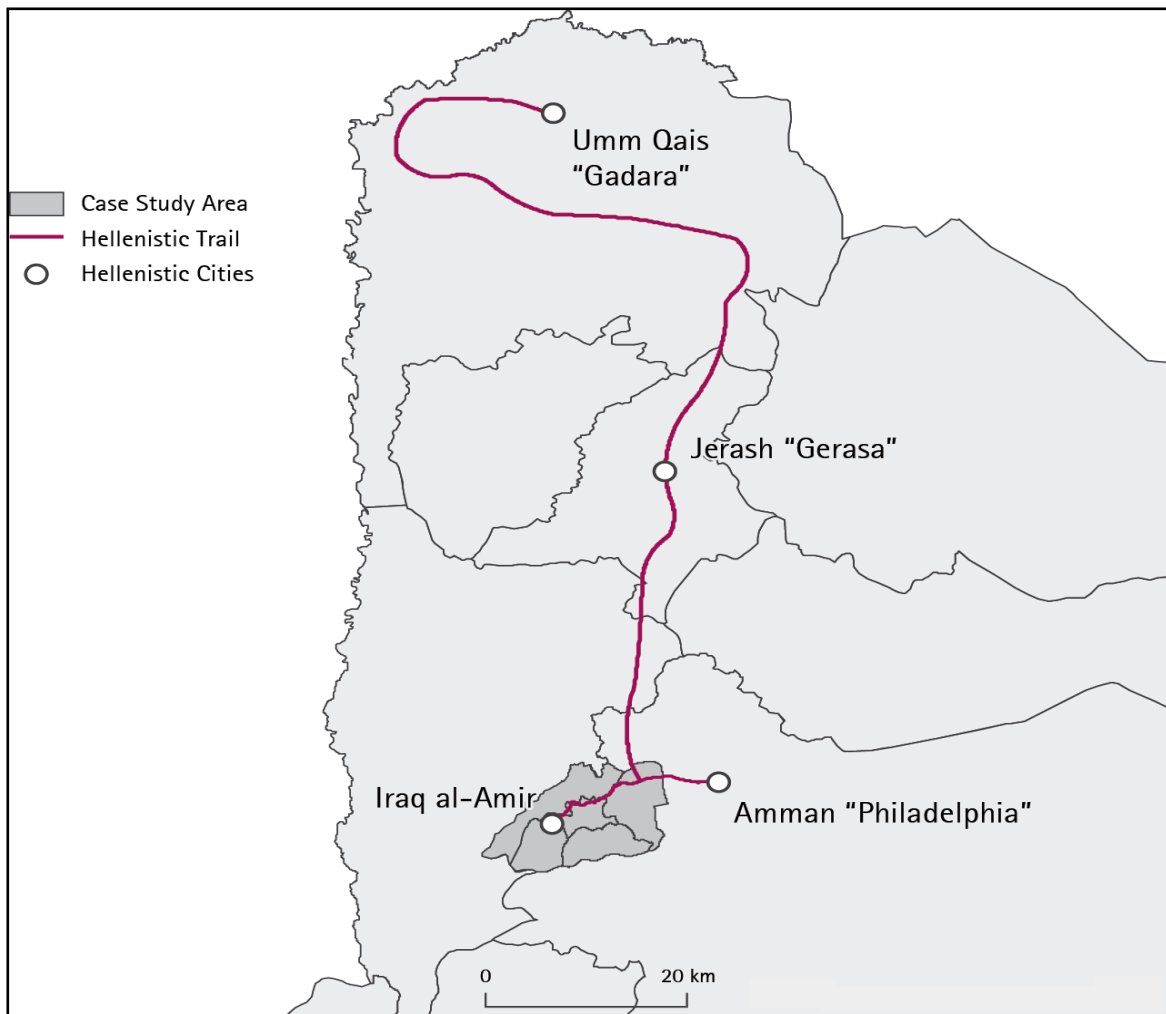 Umm Qais
“Gadara”
Case Study Area
Hellenistic Trail
Hellenistic Cities
Jerash “Gerasa”
Iraq al-Amir
Amman “Philadelphia”
0 20 km